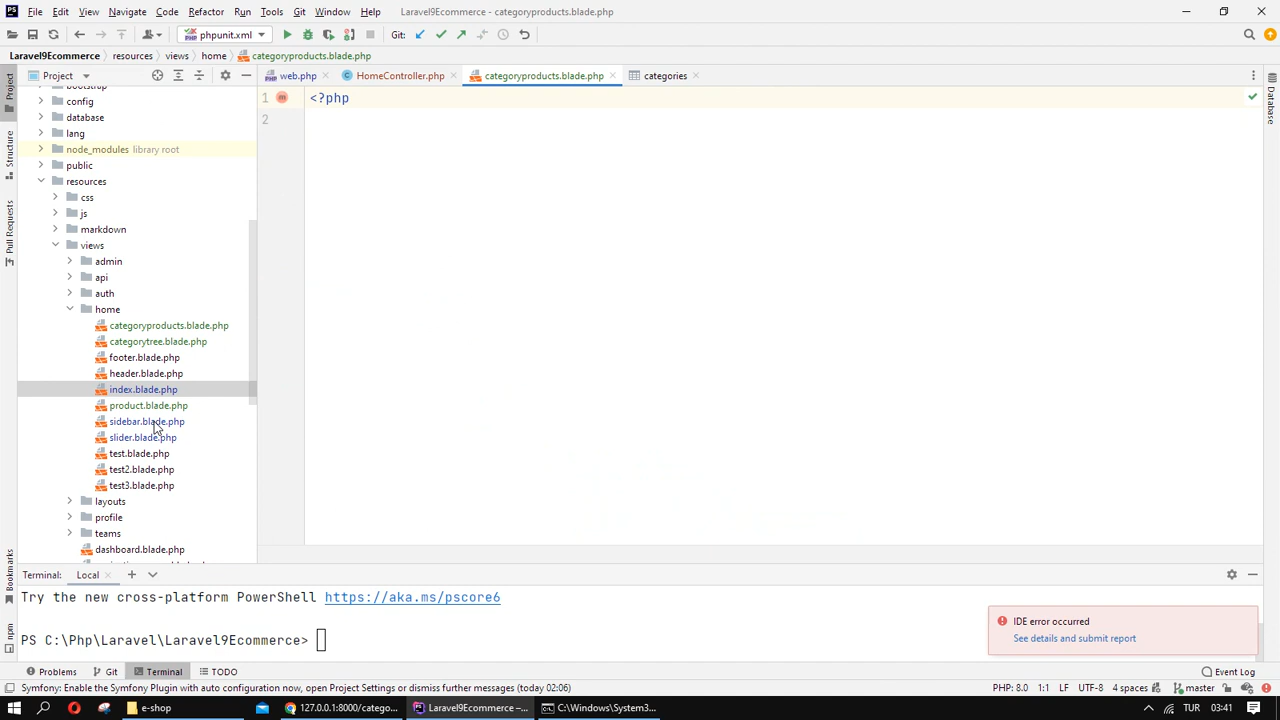 File Edit View Navigate Code Refactor Run Tools Git Window Help Laravel9Ecommerce - categoryproducts.blade.php
phpunit.xml Git:
Laravel9Ecommerce resources views home categoryproducts.blade.php
Project
web.php HomeController.php categoryproducts.blade.php categories
Project
Structure
Pull Requests
Bookmarks
npm
Database
config
database
lang
node_modules library root
public
resources
css
js
markdown
views
admin
api
auth
home
categoryproducts.blade.php
categorytree.blade.php
footer.blade.php
header.blade.php
index.blade.php
product.blade.php
sidebar.blade.php
slider.blade.php
test.blade.php
test2.blade.php
test3.blade.php
layouts
profile
teams
dashboard.blade.php
1 <?php
2
Terminal: Local
Try the new cross-platform PowerShell https://aka.ms/pscore6
PS C:\Php\Laravel\Laravel9Ecommerce>
IDE error occurred
See details and submit report
Problems Git Terminal TODO Event Log
Symfony: Enable the Symfony Plugin with auto configuration now, open Project Settings or dismiss further messages (today 02:06) PHP: 8.0 1:1 LF UTF-8 4 spaces master
e-shop 127.0.0.1:8000/catego... Laravel9Ecommerce –... C:\Windows\System3... TUR 03:41